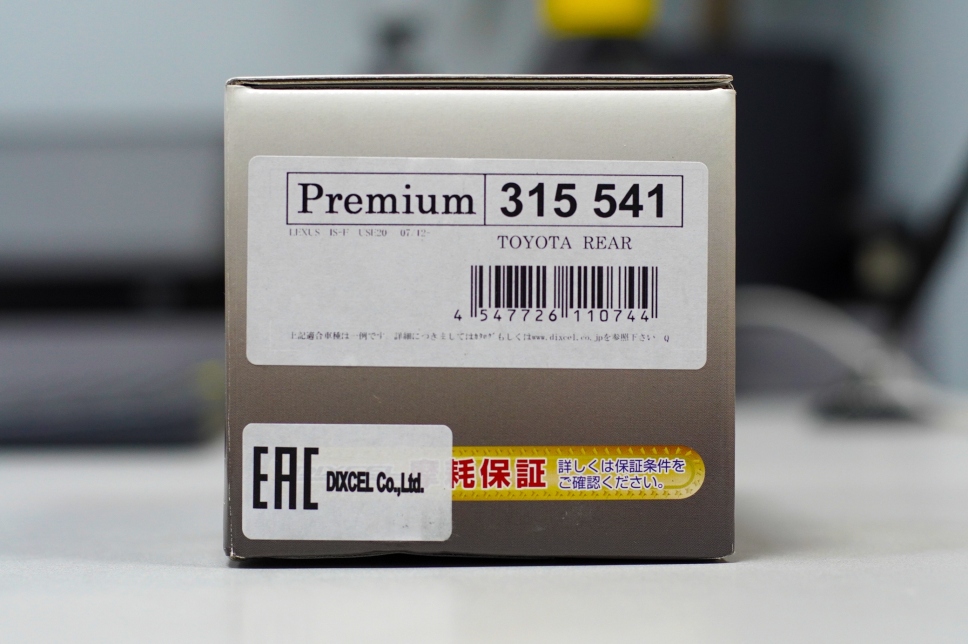 Premium 315 541
LEXUS IS-F USE20 07/12-
TOYOTA REAR
4 547726 110744
上記適合車種は一例です 詳細につきましてはｶﾀﾛｸﾞもしくはwww.dixcel.co.jpを参照下さい Q
EAC DIXCEL Co.,Ltd.
耗保証 詳しくは保証条件を
ご確認ください。